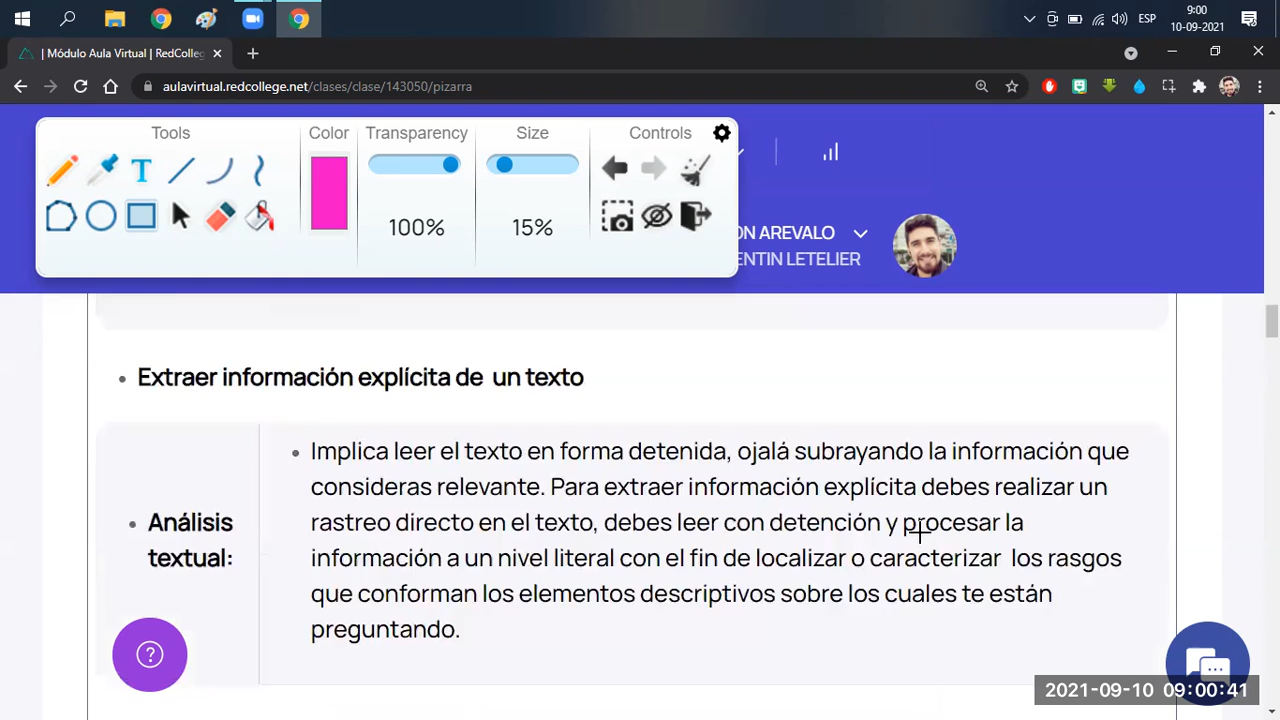 9:00
ESP
10-09-2021
| Módulo Aula Virtual | RedColleg
aulavirtual.redcollege.net/clases/clase/143050/pizarra
Tools
Color
Transparency
Size
Controls
T
100%
15%
ON AREVALO
ENTIN LETELIER
• Extraer información explícita de un texto
• Análisis textual:
• Implica leer el texto en forma detenida, ojalá subrayando la información que
consideras relevante. Para extraer información explícita debes realizar un
rastreo directo en el texto, debes leer con detención y procesar la
información a un nivel literal con el fin de localizar o caracterizar los rasgos
que conforman los elementos descriptivos sobre los cuales te están
preguntando.
2021-09-10 09:00:41